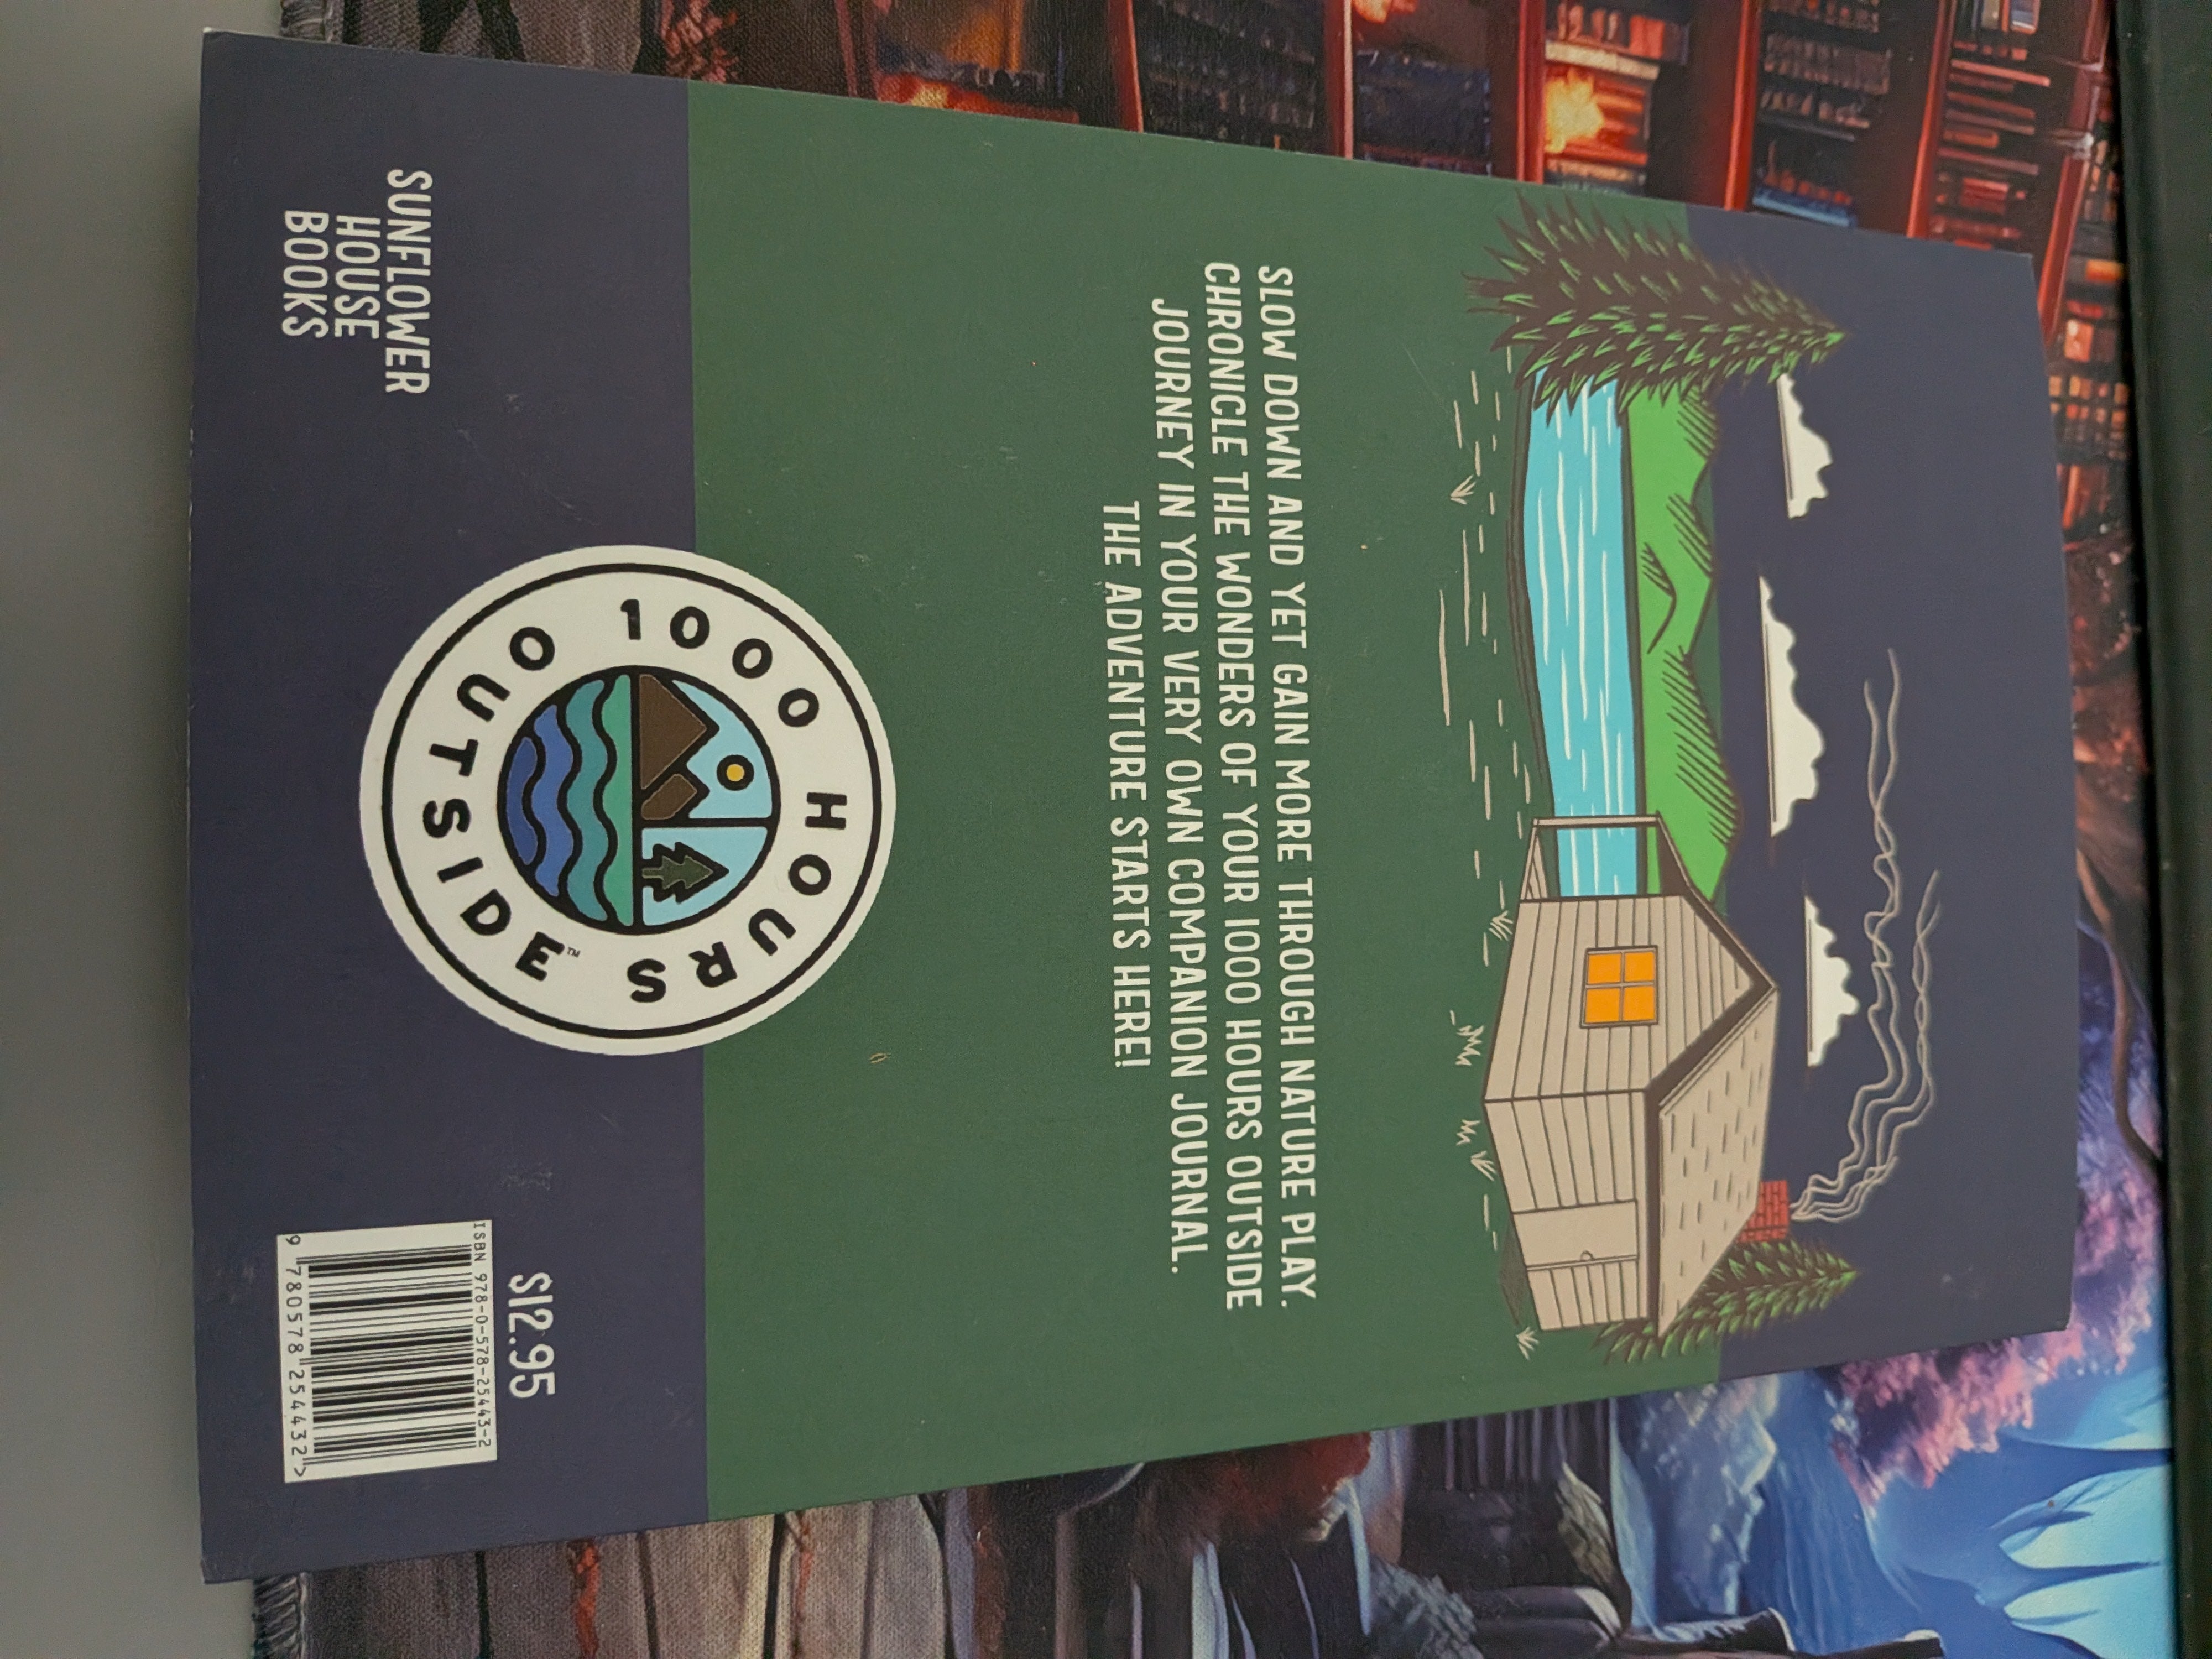 SLOW DOWN AND YET GAIN MORE THROUGH NATURE PLAY.
CHRONICLE THE WONDERS OF YOUR 1000 HOURS OUTSIDE
JOURNEY IN YOUR VERY OWN COMPANION JOURNAL.
THE ADVENTURE STARTS HERE!
1000 HOURS
OUTSIDE™
SUNFLOWER
HOUSE
BOOKS
$12.95
ISBN 978-0-578-25443-2
9 780578 254432 >